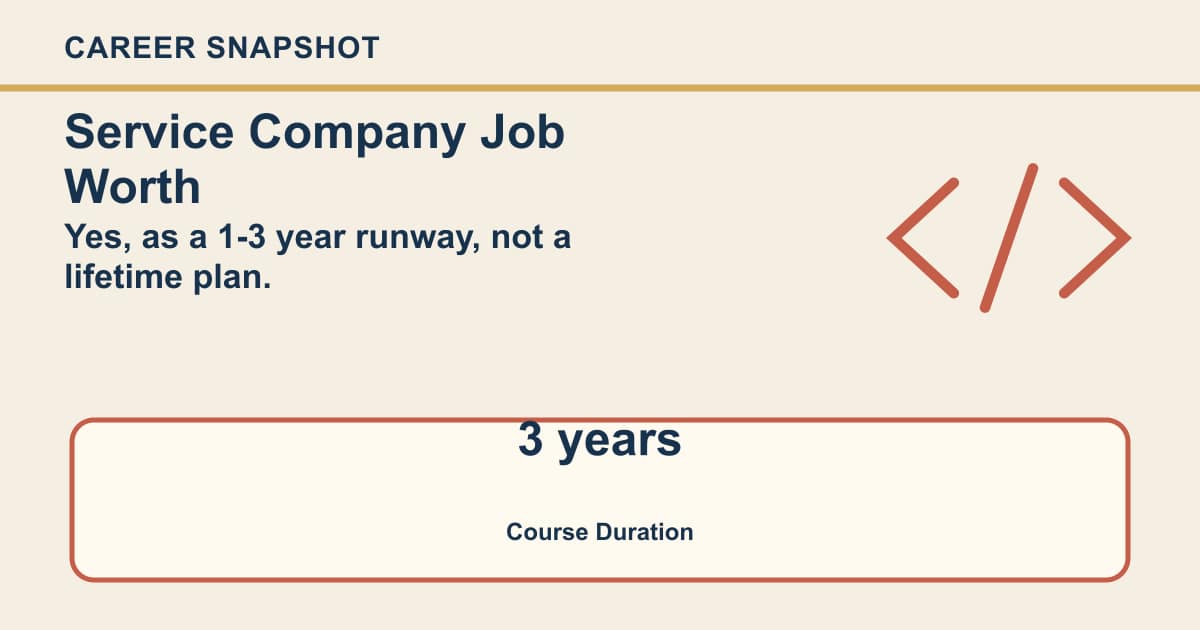 CAREER SNAPSHOT
Service Company Job
Worth
Yes, as a 1-3 year runway, not a
lifetime plan.
3 years
Course Duration